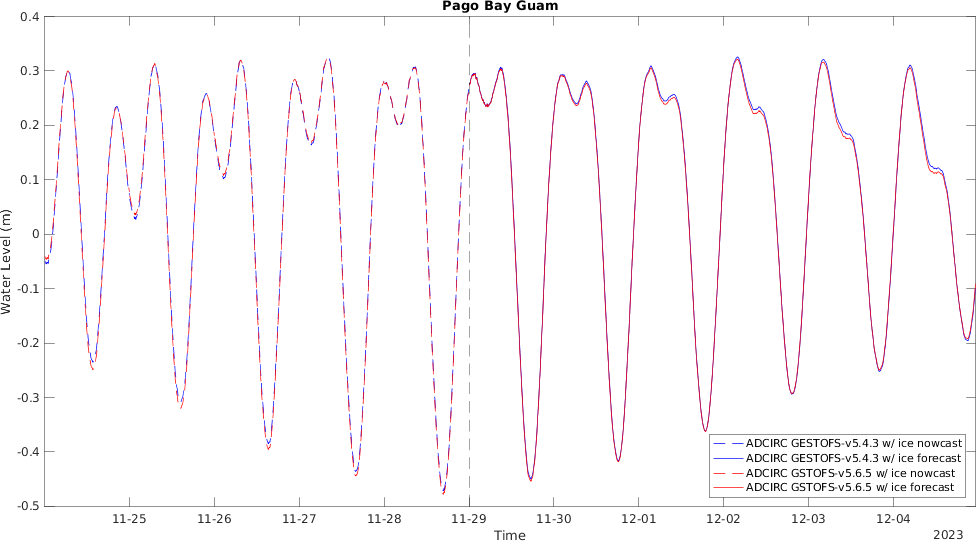 Pago Bay Guam
0.4
0.3
0.2
0.1
0
-0.1
-0.2
-0.3
-0.4
-0.5
Water Level (m)
ADCIRC GESTOFS-v5.4.3 w/ ice nowcast
ADCIRC GESTOFS-v5.4.3 w/ ice forecast
ADCIRC GSTOFS-v5.6.5 w/ ice nowcast
ADCIRC GSTOFS-v5.6.5 w/ ice forecast
11-25 11-26 11-27 11-28 11-29 11-30 12-01 12-02 12-03 12-04
Time
2023